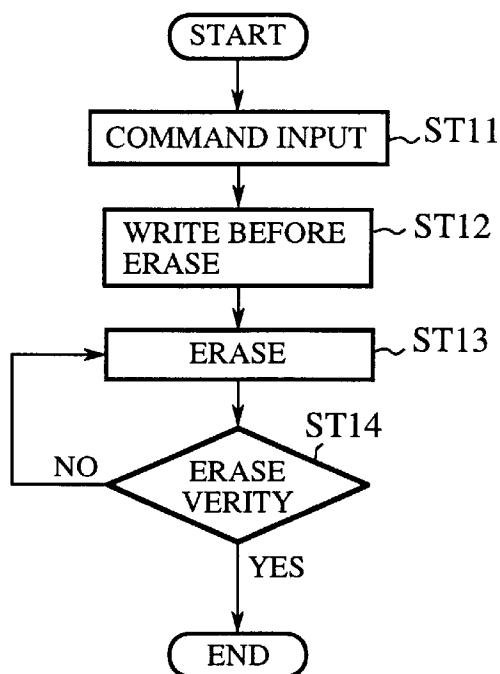 START
COMMAND INPUT
ST11
WRITE BEFORE
ERASE
ST12
ERASE
ST13
ST14
ERASE
VERITY
NO
YES
END